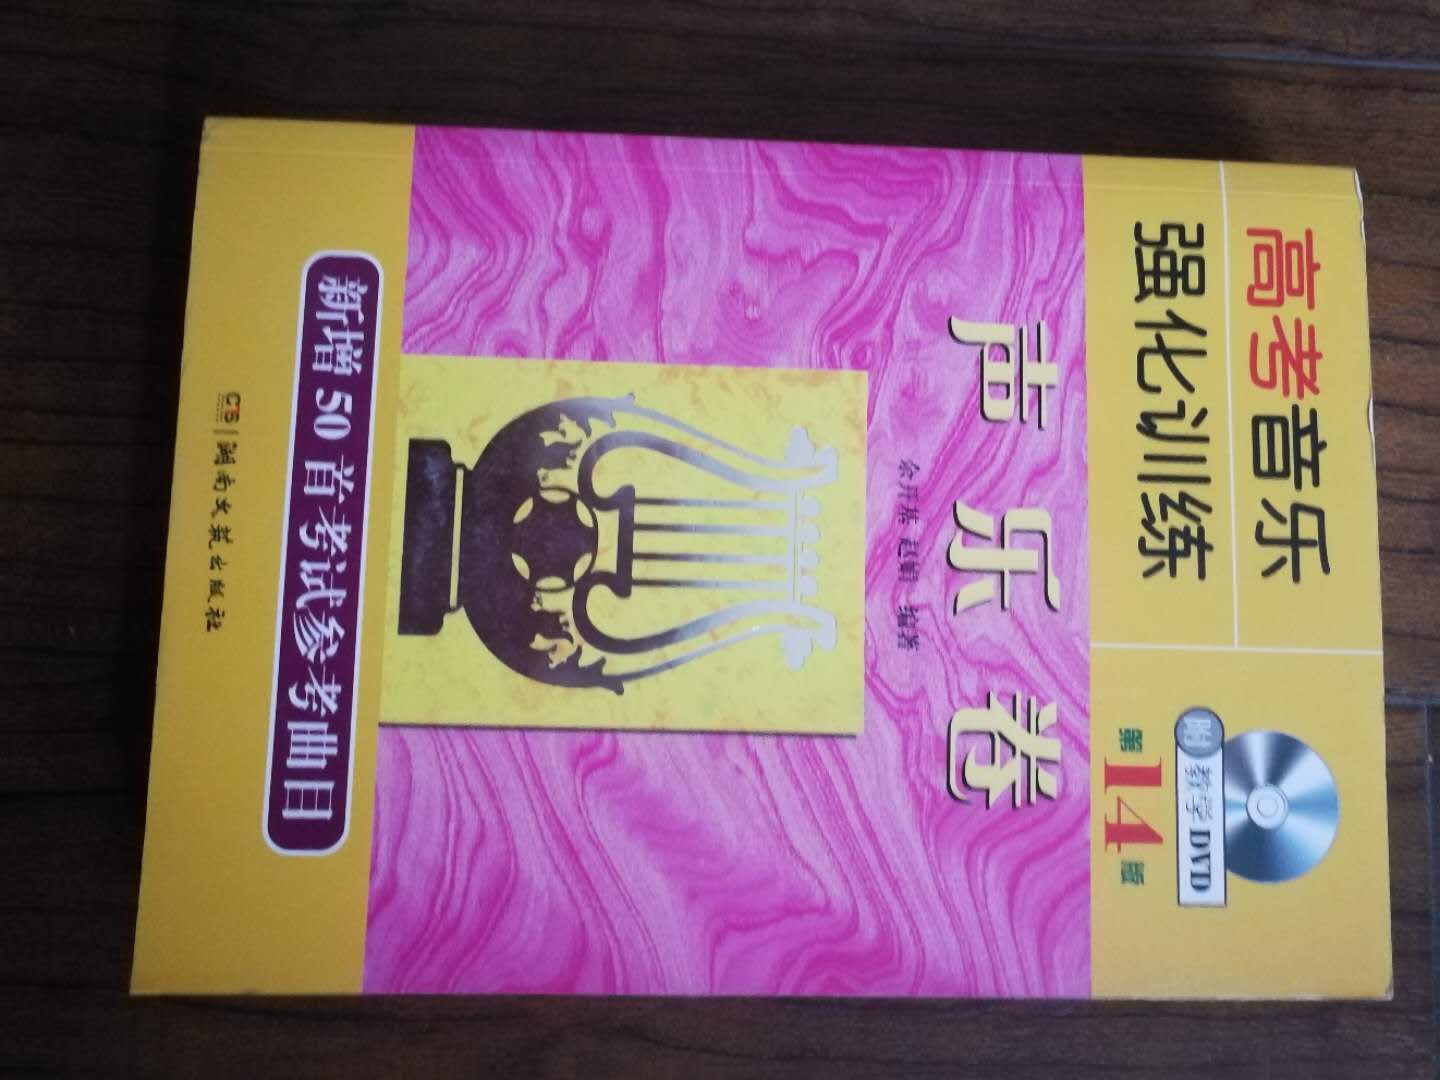 高考音乐
强化训练
附 教学DVD
第14版
声乐卷
余开基 赵娟 编著
新增50首考试参考曲目
CTS 湖南文艺出版社